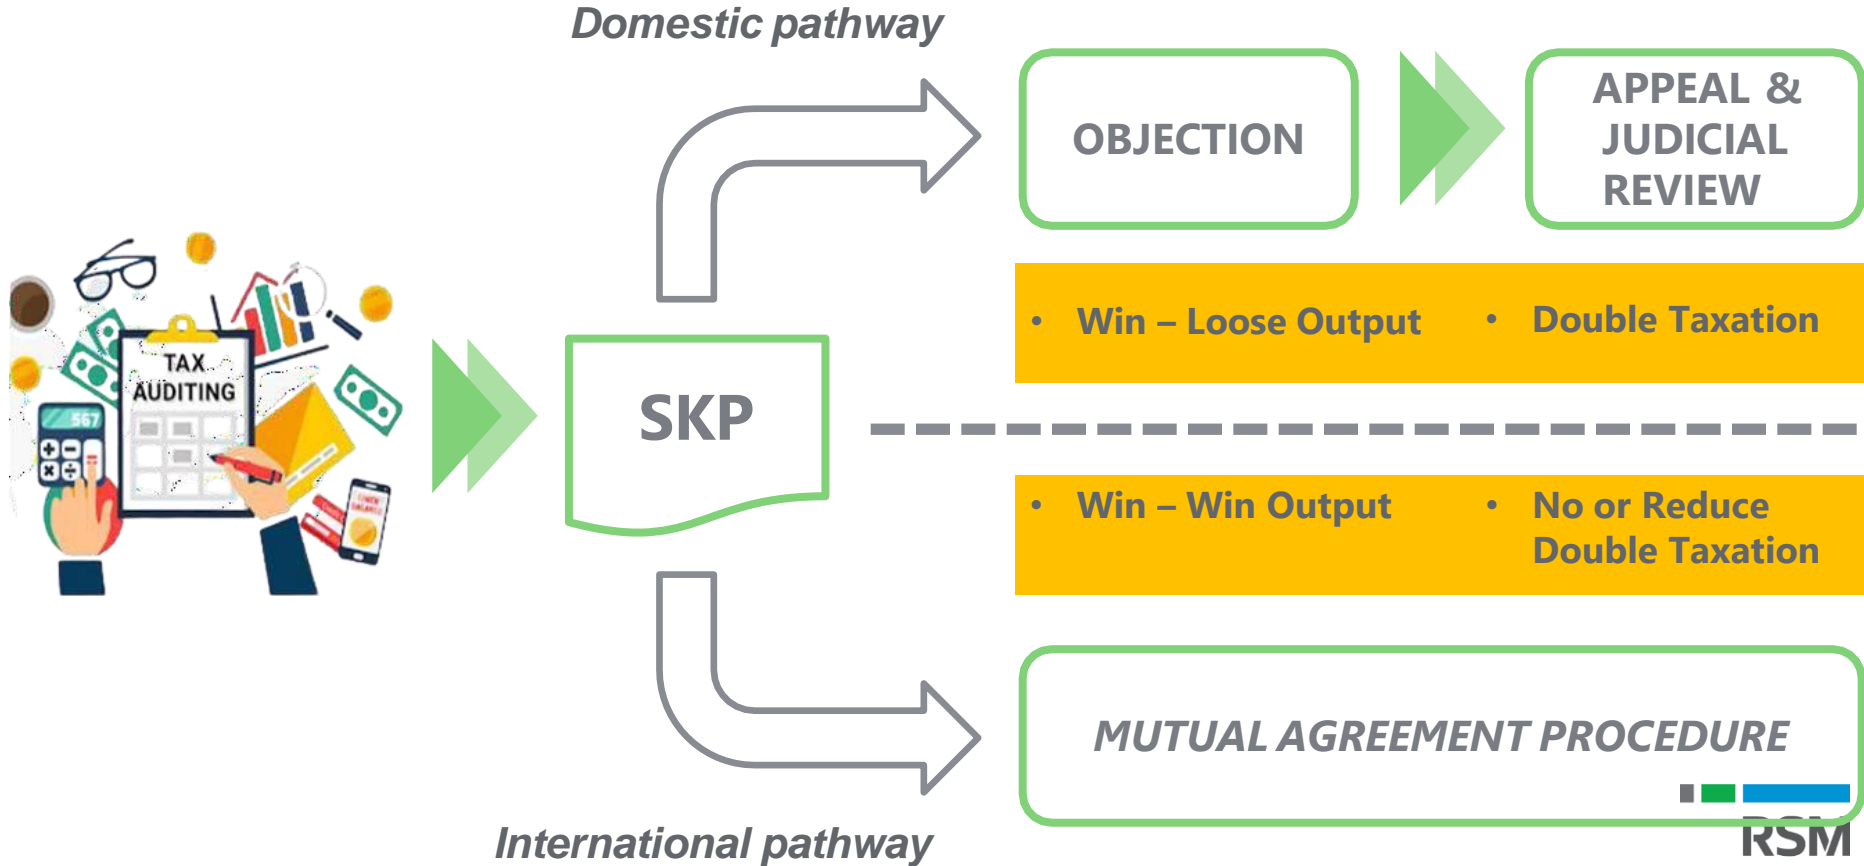 Domestic pathway
OBJECTION
APPEAL &
JUDICIAL
REVIEW
• Win – Loose Output
• Double Taxation
TAX
AUDITING
567
SKP
• Win – Win Output
• No or Reduce
Double Taxation
MUTUAL AGREEMENT PROCEDURE
International pathway
RSM